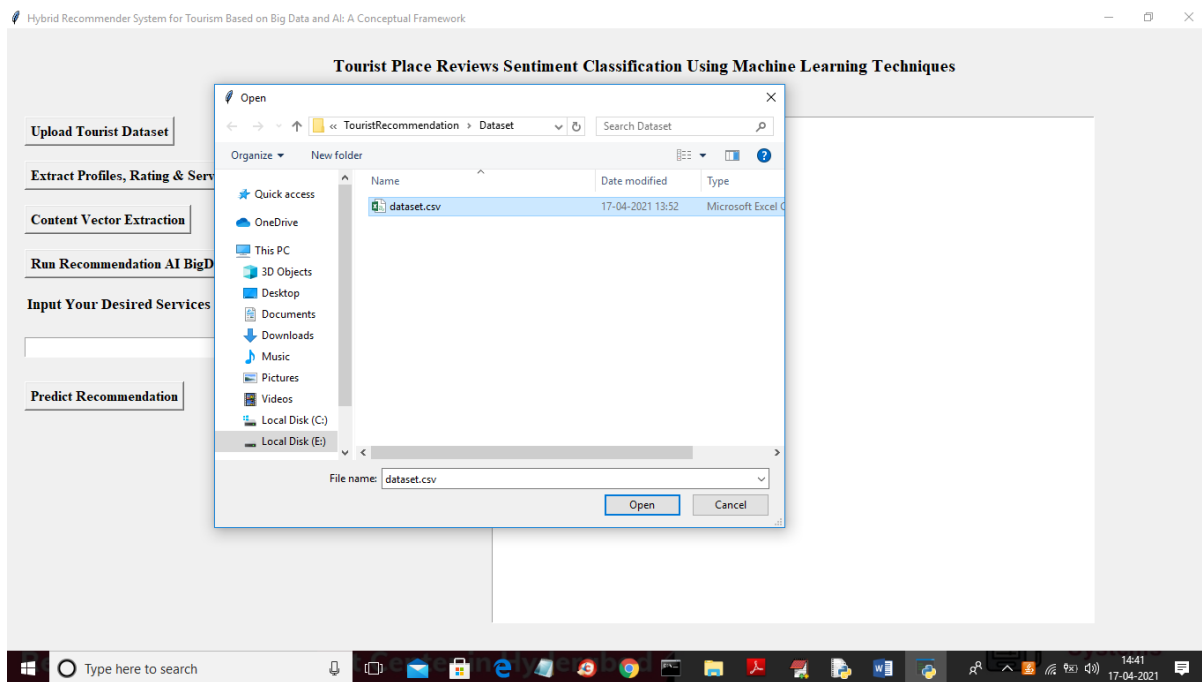 Hybrid Recommender System for Tourism Based on Big Data and AI: A Conceptual Framework
Tourist Place Reviews Sentiment Classification Using Machine Learning Techniques
Upload Tourist Dataset
Extract Profiles, Rating & Serv
Content Vector Extraction
Run Recommendation AI BigD
Input Your Desired Services
Predict Recommendation
Open
« TouristRecommendation › Dataset
Search Dataset
Organize
New folder
Quick access
OneDrive
This PC
3D Objects
Desktop
Documents
Downloads
Music
Pictures
Videos
Local Disk (C:)
Local Disk (E:)
Name Date modified Type
dataset.csv 17-04-2021 13:52 Microsoft Excel C
File name: dataset.csv
Open Cancel
Type here to search
14:41
17-04-2021